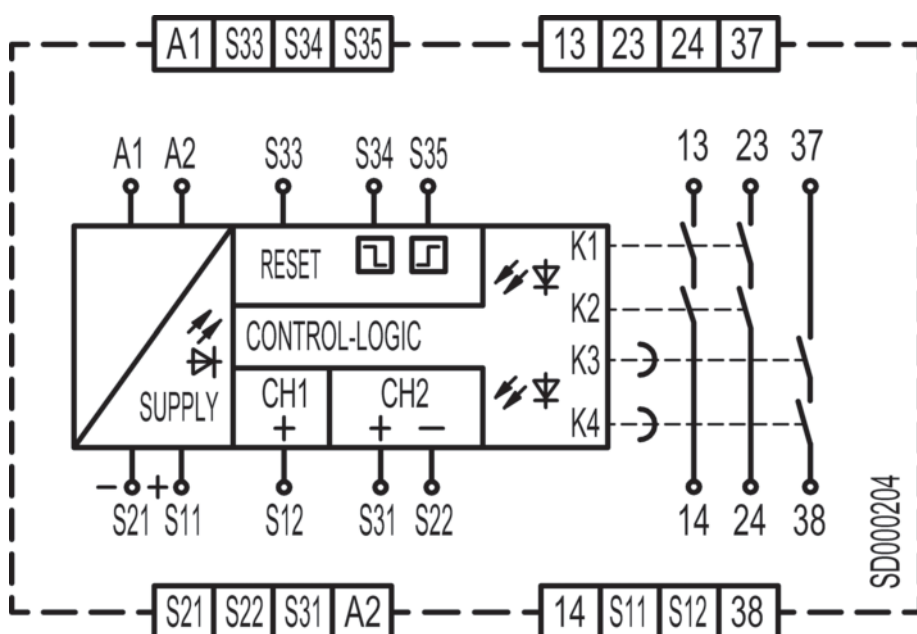 A1 S33 S34 S35 13 23 24 37
A1 A2 S33 S34 S35 13 23 37
RESET K1
K2
CONTROL-LOGIC
K3
SUPPLY CH1 CH2
+ + − K4
− + 
S21 S11 S12 S31 S22 14 24 38
SD000204
S21 S22 S31 A2 14 S11 S12 38